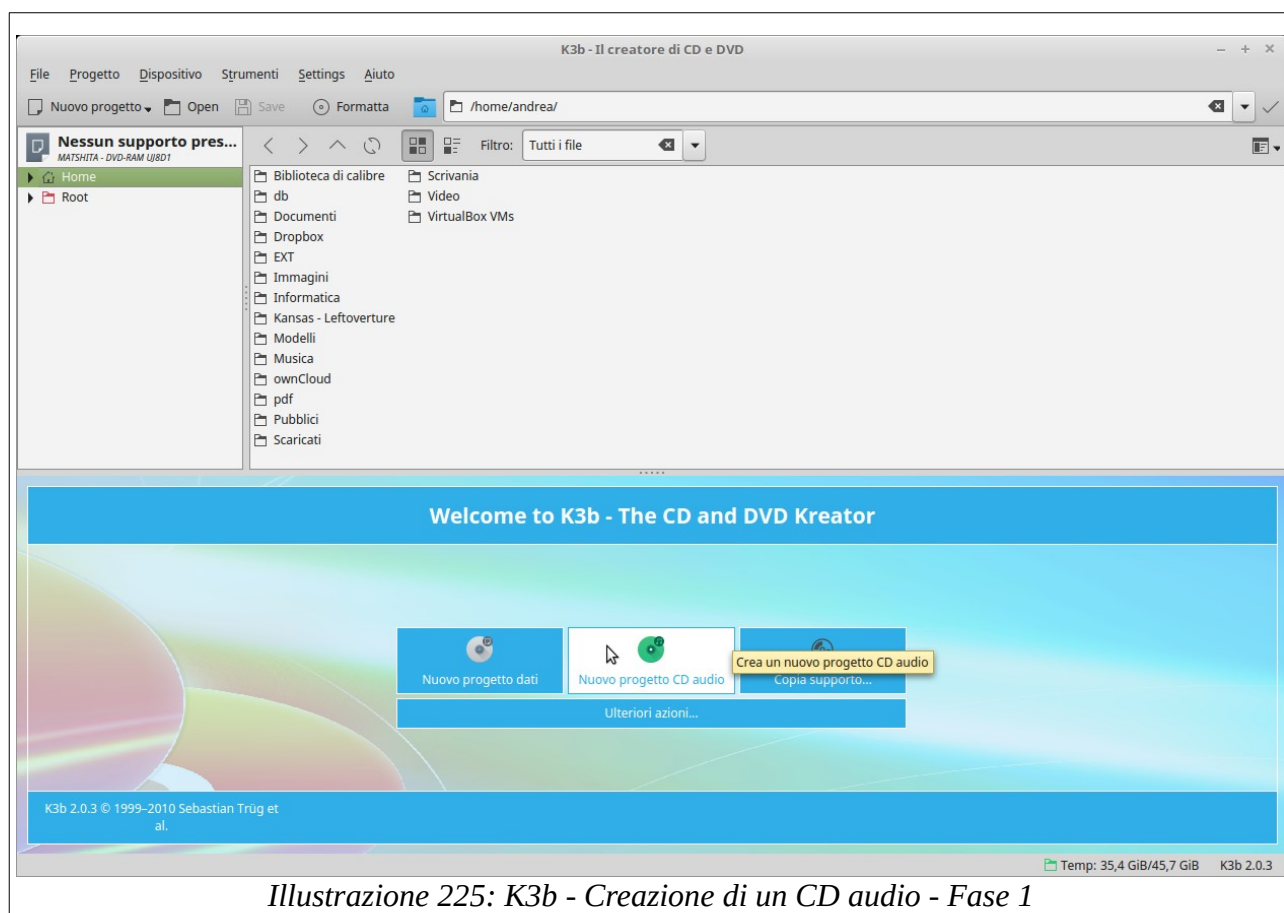 K3b - Il creatore di CD e DVD
File Progetto Dispositivo Strumenti Settings Aiuto
Nuovo progetto Open Save Formatta /home/andrea/
Nessun supporto pres...
MATSHITA - DVD-RAM UJ8D1
Filtro: Tutti i file
Home
Root
Biblioteca di calibre
db
Documenti
Dropbox
EXT
Immagini
Informatica
Kansas - Leftoverture
Modelli
Musica
ownCloud
pdf
Pubblici
Scaricati
Scrivania
Video
VirtualBox VMs
Welcome to K3b - The CD and DVD Kreator
Nuovo progetto dati
Nuovo progetto CD audio
Crea un nuovo progetto CD audio
Copia supporto...
Ulteriori azioni...
K3b 2.0.3 © 1999–2010 Sebastian Trüg et
al.
Temp: 35,4 GiB/45,7 GiB K3b 2.0.3
Illustrazione 225: K3b - Creazione di un CD audio - Fase 1